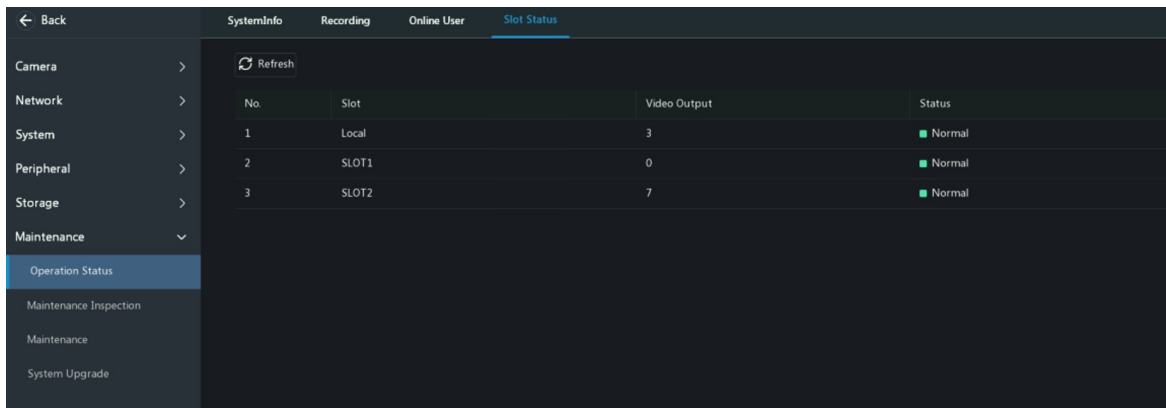 Back
SystemInfo Recording Online User Slot Status
Camera
Network
System
Peripheral
Storage
Maintenance
Operation Status
Maintenance Inspection
Maintenance
System Upgrade
Refresh
No. Slot Video Output Status
1 Local 3 Normal
2 SLOT1 0 Normal
3 SLOT2 7 Normal